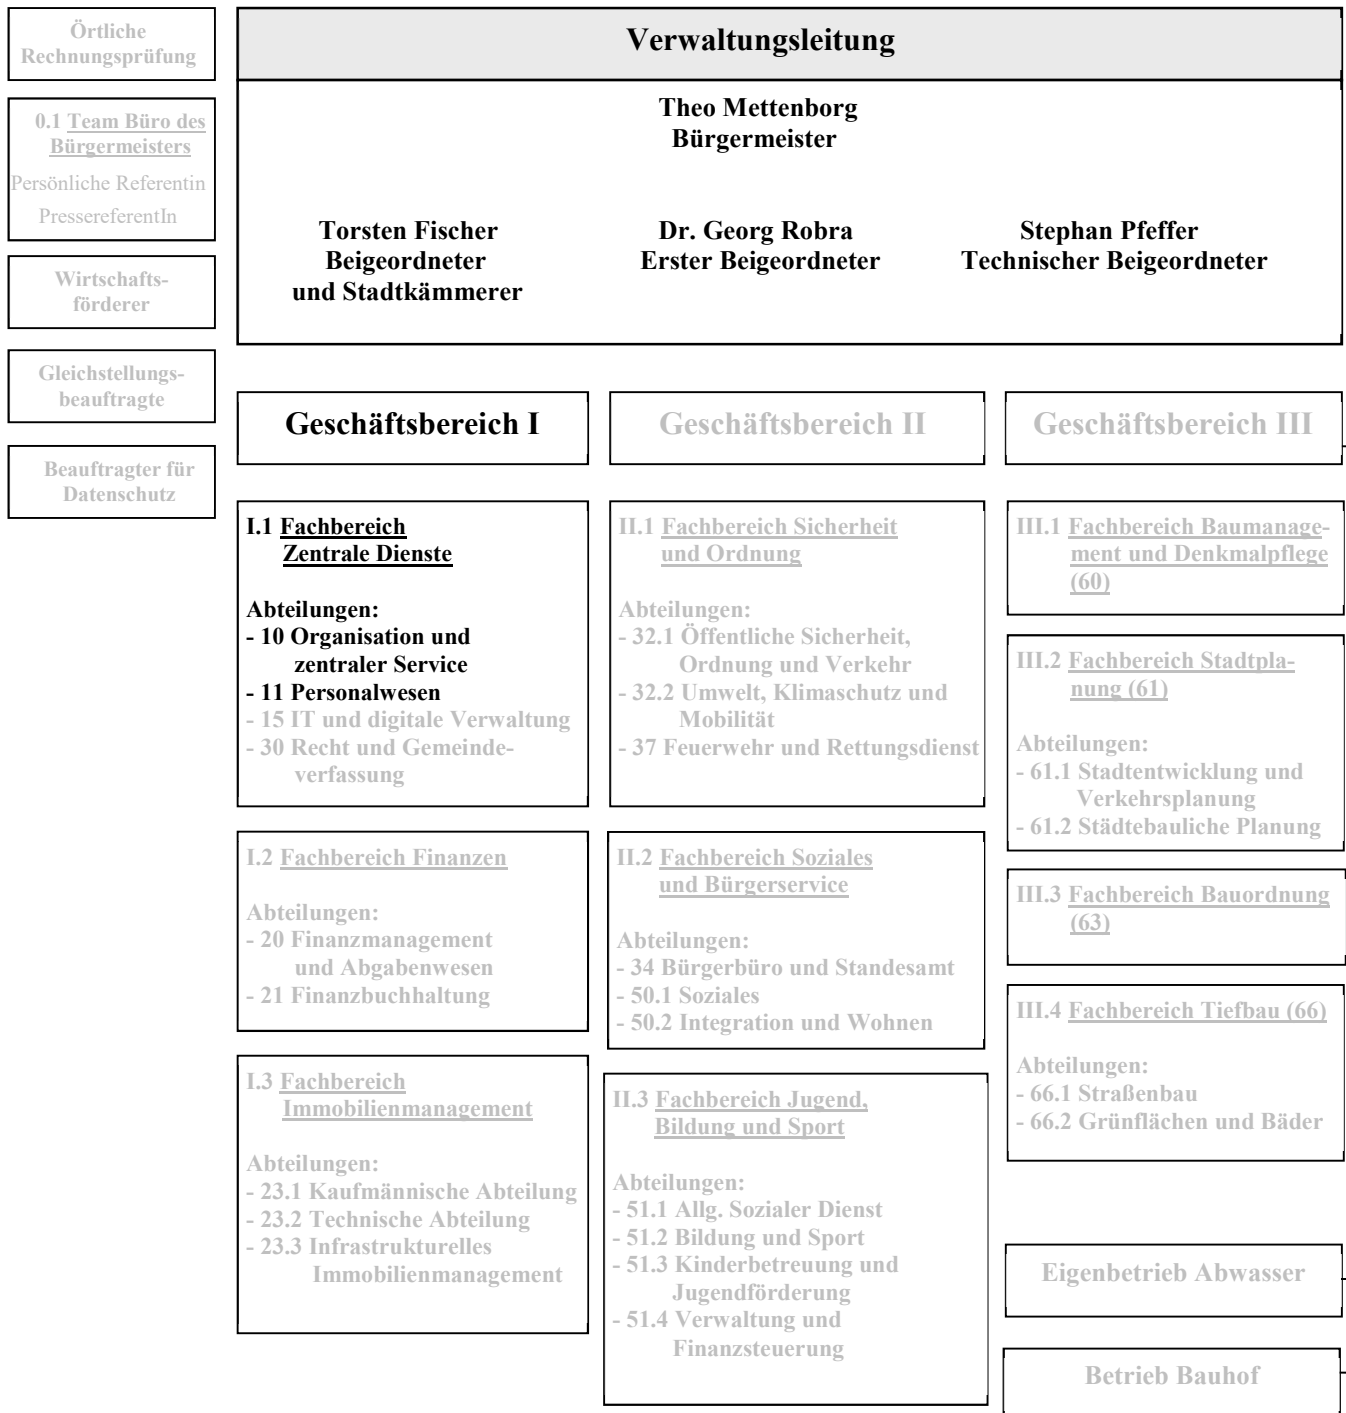 Örtliche
Rechnungsprüfung
0.1 Team Büro des
Bürgermeisters
Persönliche Referentin
PressereferentIn
Wirtschafts-
förderer
Gleichstellungs-
beauftragte
Beauftragter für
Datenschutz
Verwaltungsleitung
Theo Mettenborg
Bürgermeister
Torsten Fischer
Beigeordneter
und Stadtkämmerer
Dr. Georg Robra
Erster Beigeordneter
Stephan Pfeffer
Technischer Beigeordneter
Geschäftsbereich I
I.1 Fachbereich
Zentrale Dienste
Abteilungen:
- 10 Organisation und
zentraler Service
- 11 Personalwesen
- 15 IT und digitale Verwaltung
- 30 Recht und Gemeinde-
verfassung
I.2 Fachbereich Finanzen
Abteilungen:
- 20 Finanzmanagement
und Abgabenwesen
- 21 Finanzbuchhaltung
I.3 Fachbereich
Immobilienmanagement
Abteilungen:
- 23.1 Kaufmännische Abteilung
- 23.2 Technische Abteilung
- 23.3 Infrastrukturelles
Immobilienmanagement
Geschäftsbereich II
II.1 Fachbereich Sicherheit
und Ordnung
Abteilungen:
- 32.1 Öffentliche Sicherheit,
Ordnung und Verkehr
- 32.2 Umwelt, Klimaschutz und
Mobilität
- 37 Feuerwehr und Rettungsdienst
II.2 Fachbereich Soziales
und Bürgerservice
Abteilungen:
- 34 Bürgerbüro und Standesamt
- 50.1 Soziales
- 50.2 Integration und Wohnen
II.3 Fachbereich Jugend,
Bildung und Sport
Abteilungen:
- 51.1 Allg. Sozialer Dienst
- 51.2 Bildung und Sport
- 51.3 Kinderbetreuung und
Jugendförderung
- 51.4 Verwaltung und
Finanzsteuerung
Geschäftsbereich III
III.1 Fachbereich Baumanage-
ment und Denkmalpflege
(60)
III.2 Fachbereich Stadtpla-
nung (61)
Abteilungen:
- 61.1 Stadtentwicklung und
Verkehrsplanung
- 61.2 Städtebauliche Planung
III.3 Fachbereich Bauordnung
(63)
III.4 Fachbereich Tiefbau (66)
Abteilungen:
- 66.1 Straßenbau
- 66.2 Grünflächen und Bäder
Eigenbetrieb Abwasser
Betrieb Bauhof